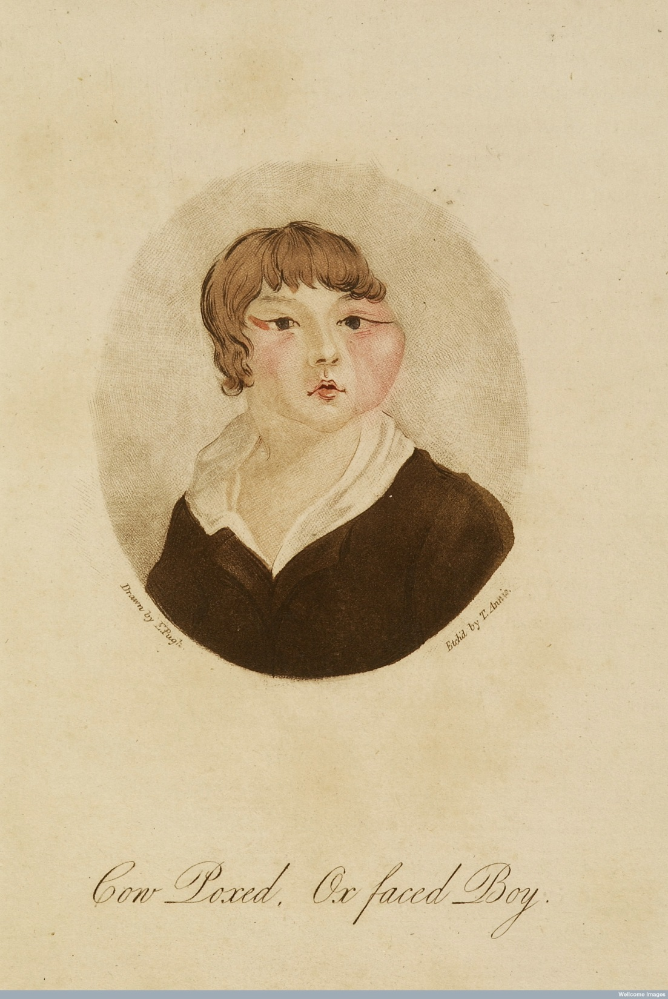 Drawn by E. Pugh.
Etch'd by T. Annis.
Cow Poxed, Ox faced Boy.
Wellcome Images